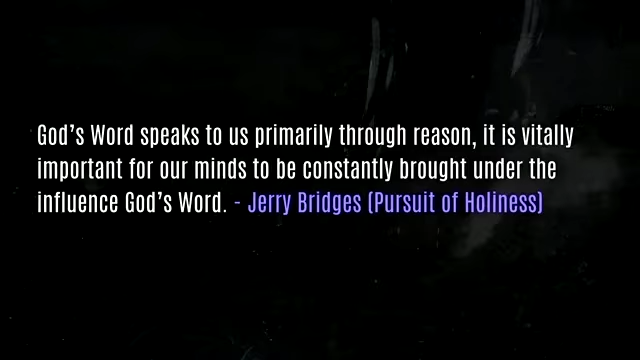 God's Word speaks to us primarily through reason, it is vitally
important for our minds to be constantly brought under the
influence God's Word. - Jerry Bridges (Pursuit of Holiness)